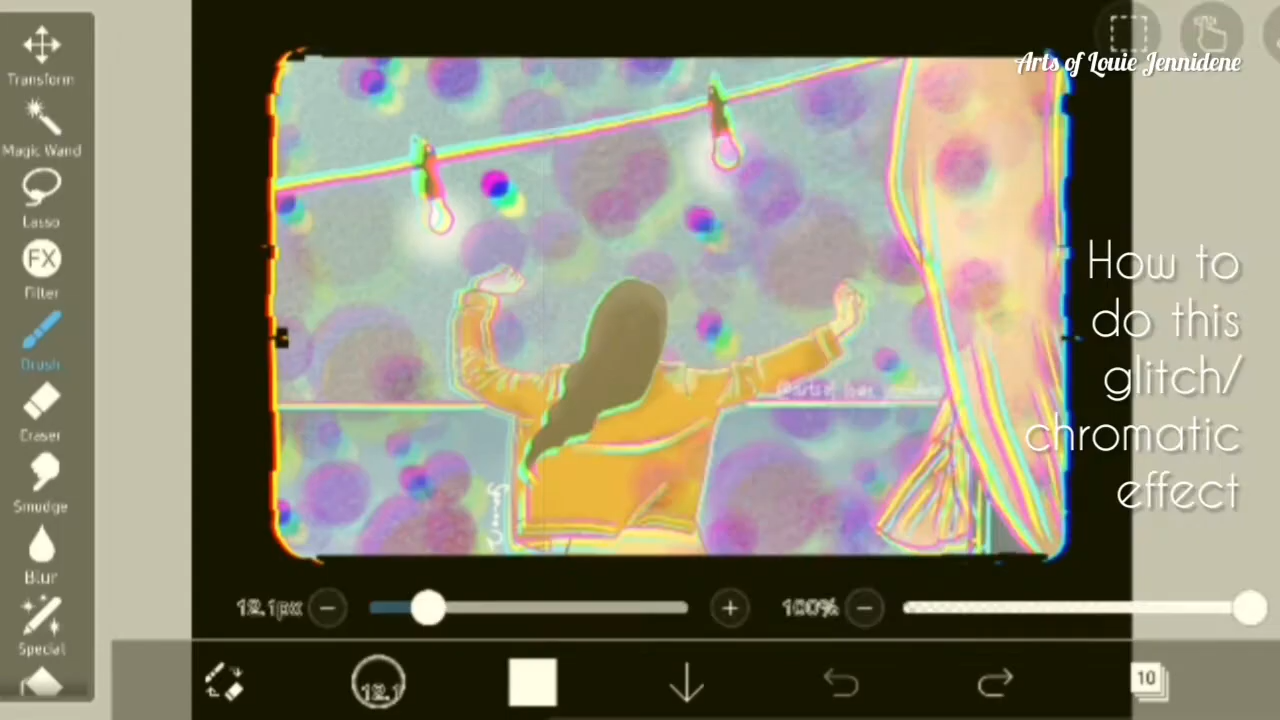 Arts of Louie Jennidene
Transform
Magic Wand
Lasso
FX
Filter
Brush
Eraser
Smudge
Blur
Special
How to
do this
glitch/
chromatic
effect
12.1px
100%
12.1
10